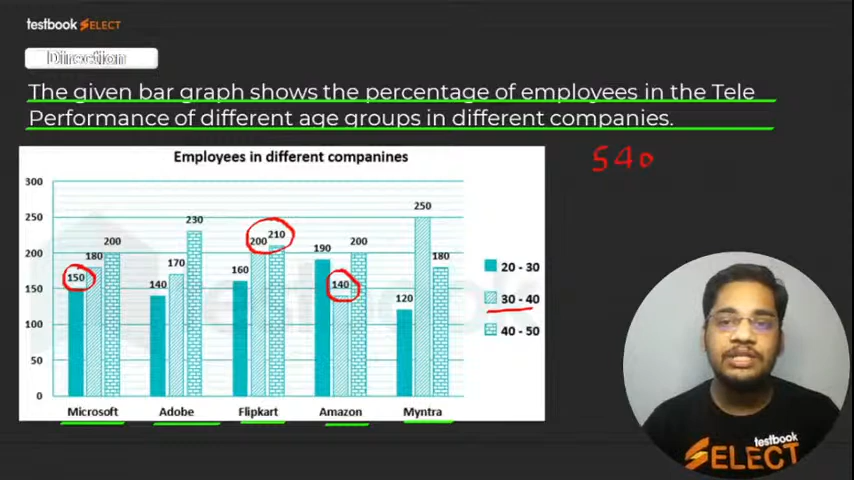 testbook SELECT
Direction
The given bar graph shows the percentage of employees in the Tele
Performance of different age groups in different companies.
Employees in different companines
540
300
250
200
150
100
50
0
150
180
200
140
170
230
160
200
210
190
140
200
120
250
180
20 - 30
30 - 40
40 - 50
Microsoft
Adobe
Flipkart
Amazon
Myntra
testbook
SELECT